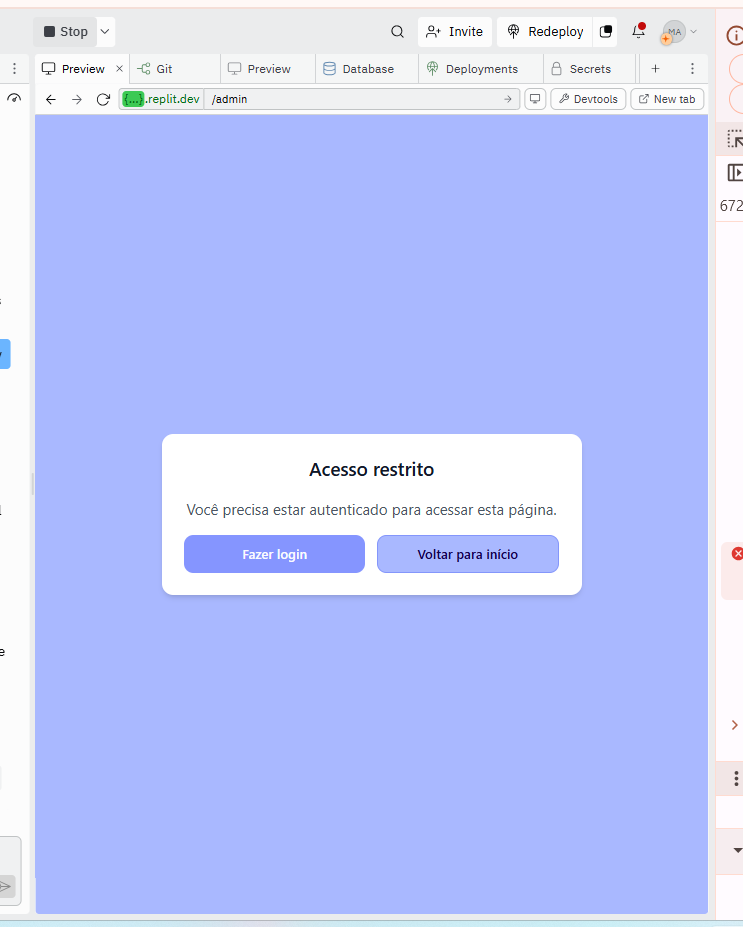 Stop
Invite
Redeploy
MA
Preview
Git
Preview
Database
Deployments
Secrets
{...}.replit.dev
/admin
Devtools
New tab
672
Acesso restrito
Você precisa estar autenticado para acessar esta página.
Fazer login
Voltar para início
e